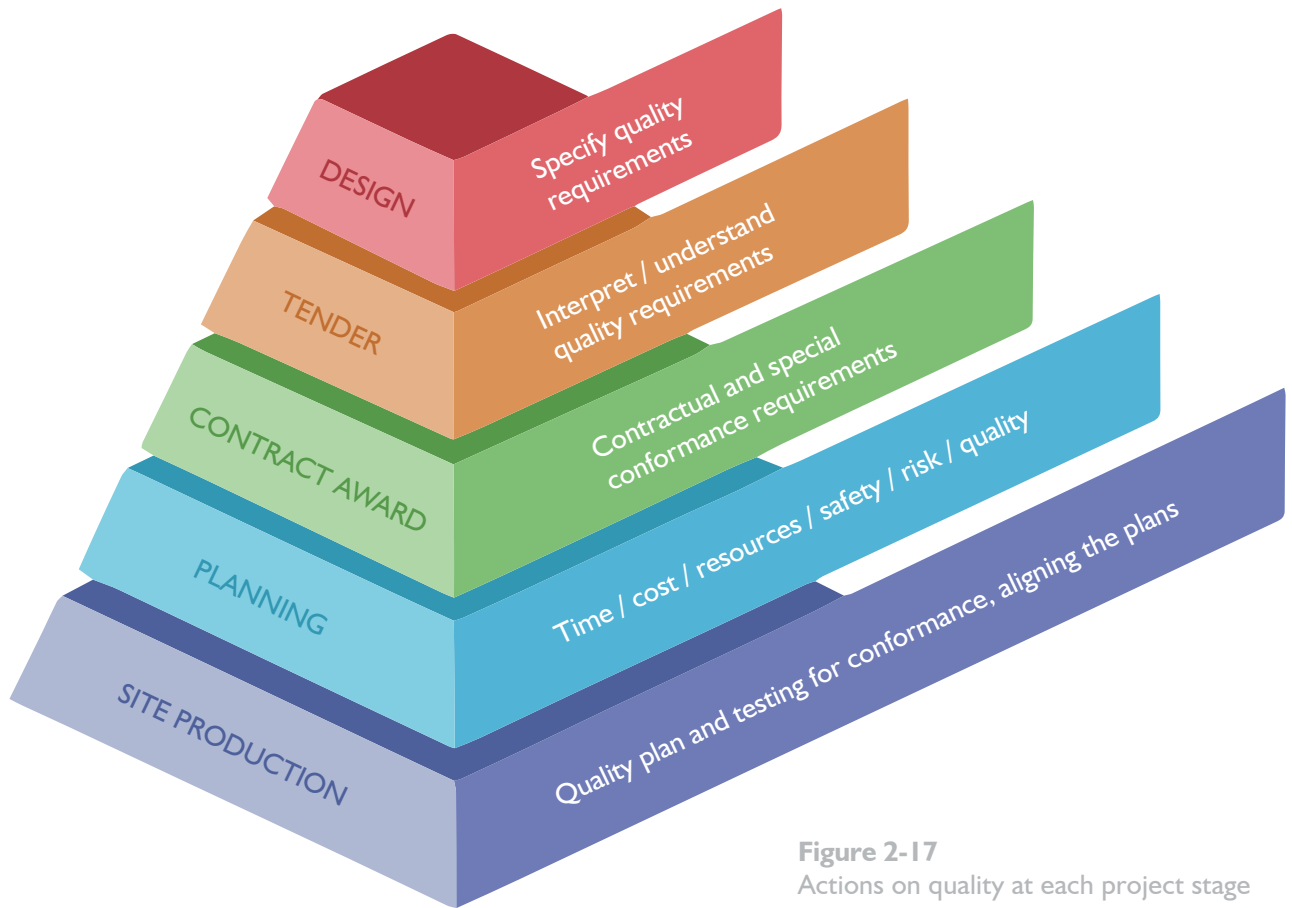 DESIGN
Specify quality
requirements
TENDER
Interpret / understand
quality requirements
CONTRACT AWARD
Contractual and special
conformance requirements
PLANNING
Time / cost / resources / safety / risk / quality
SITE PRODUCTION
Quality plan and testing for conformance, aligning the plans
Figure 2-17
Actions on quality at each project stage